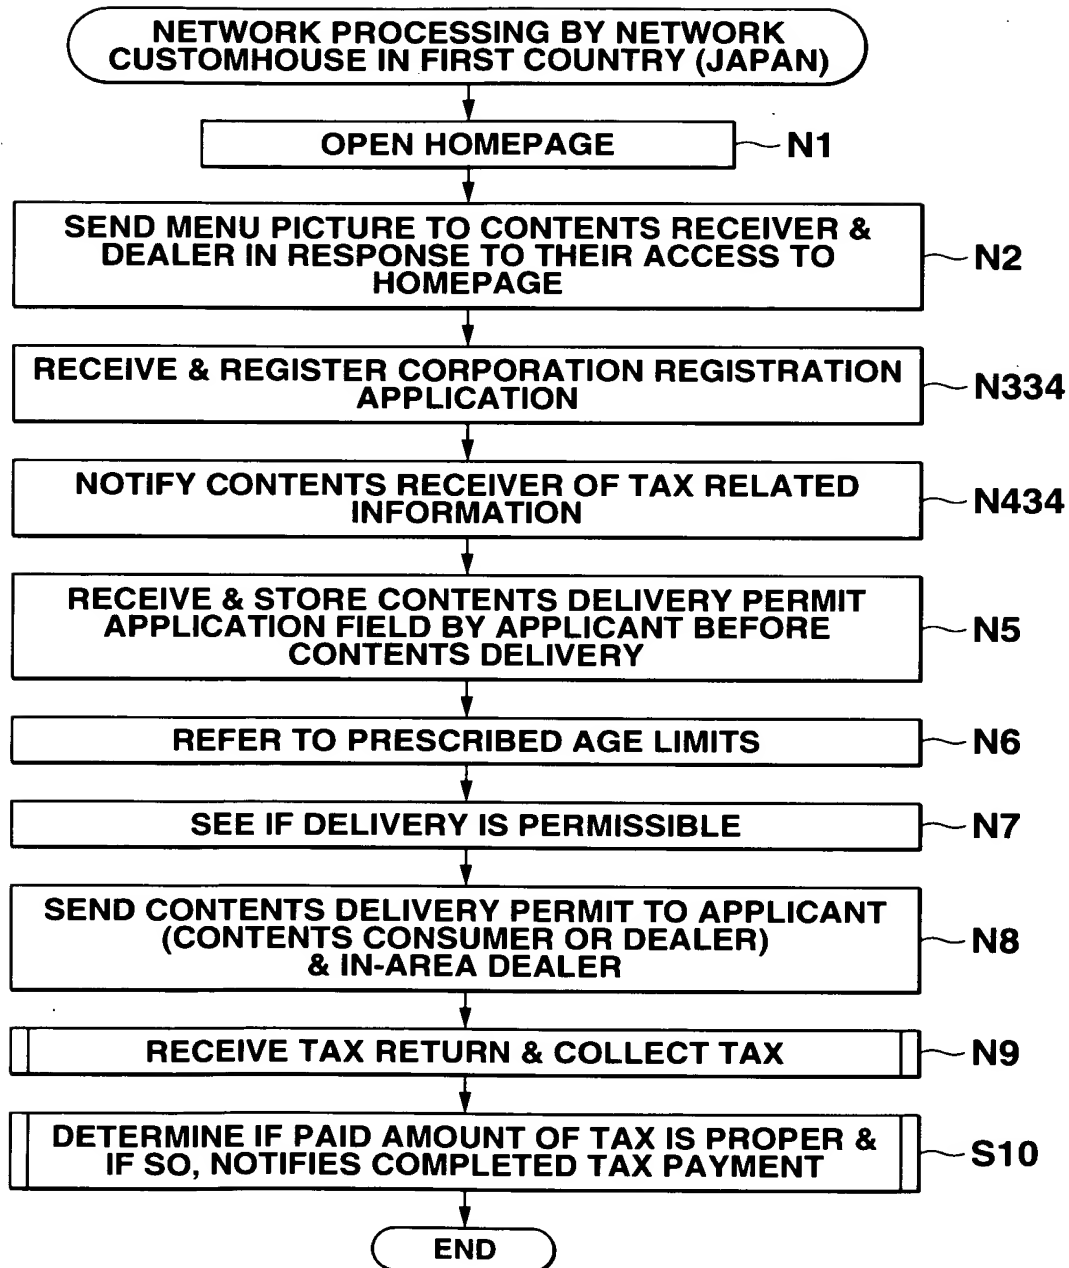 NETWORK PROCESSING BY NETWORK
CUSTOMHOUSE IN FIRST COUNTRY (JAPAN)
OPEN HOMEPAGE
N1
SEND MENU PICTURE TO CONTENTS RECEIVER &
DEALER IN RESPONSE TO THEIR ACCESS TO
HOMEPAGE
N2
RECEIVE & REGISTER CORPORATION REGISTRATION
APPLICATION
N334
NOTIFY CONTENTS RECEIVER OF TAX RELATED
INFORMATION
N434
RECEIVE & STORE CONTENTS DELIVERY PERMIT
APPLICATION FIELD BY APPLICANT BEFORE
CONTENTS DELIVERY
N5
REFER TO PRESCRIBED AGE LIMITS
N6
SEE IF DELIVERY IS PERMISSIBLE
N7
SEND CONTENTS DELIVERY PERMIT TO APPLICANT
(CONTENTS CONSUMER OR DEALER)
& IN-AREA DEALER
N8
RECEIVE TAX RETURN & COLLECT TAX
N9
DETERMINE IF PAID AMOUNT OF TAX IS PROPER &
IF SO, NOTIFIES COMPLETED TAX PAYMENT
S10
END